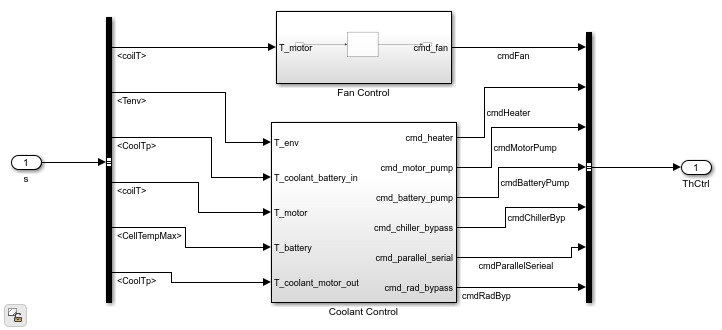 T_motor
cmd_fan
<coilT>
cmdFan
Fan Control
<Tenv>
cmd_heater
cmdHeater
T_env
<CoolTp>
cmdMotorPump
1
s
cmd_motor_pump
T_coolant_battery_in
1
ThCtrl
<coilT>
cmd_battery_pump
cmdBatteryPump
T_motor
cmd_chiller_bypass
cmdChillerByp
<CellTempMax>
T_battery
cmd_parallel_serial
cmdParallelSerieal
<CoolTp>
T_coolant_motor_out
cmd_rad_bypass
cmdRadByp
Coolant Control